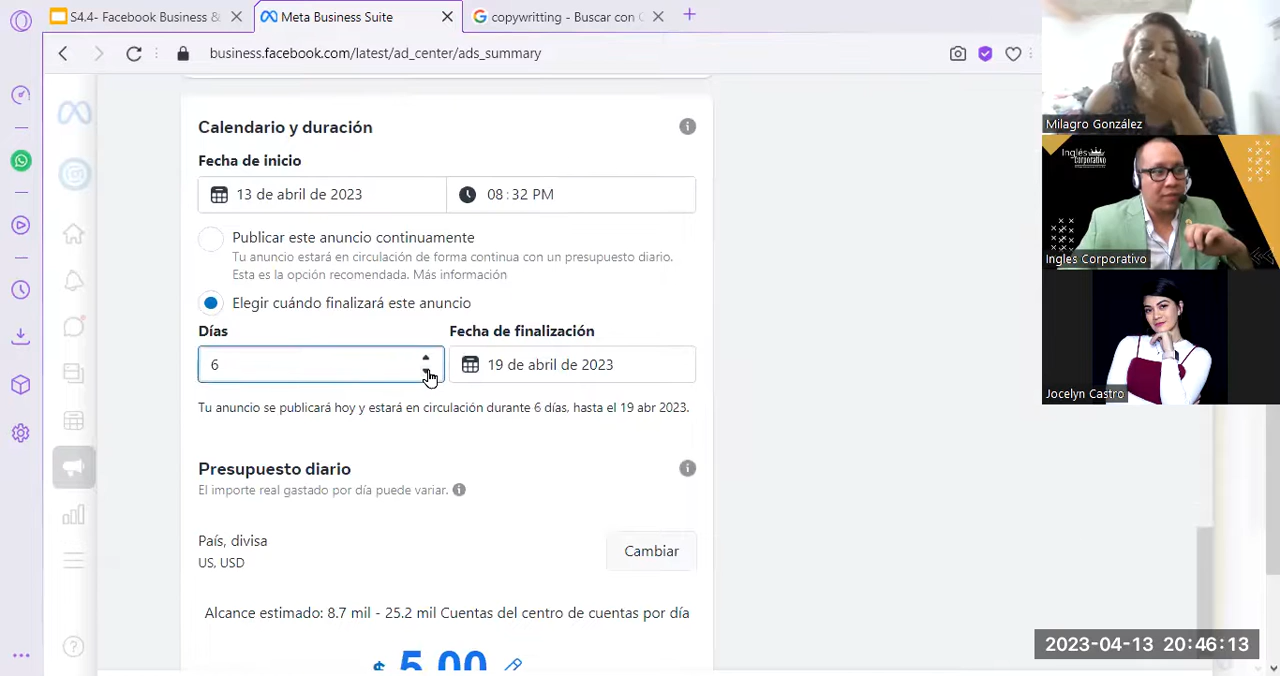 S4.4- Facebook Business &
Meta Business Suite
Copywritting - Buscar con G
business.facebook.com/latest/ad_center/ads_summary
Calendario y duración
Fecha de inicio
13 de abril de 2023
08:32 PM
Publicar este anuncio continuamente
Tu anuncio estará en circulación de forma continua con un presupuesto diario.
Esta es la opción recomendada. Más información
Elegir cuándo finalizará este anuncio
Días
Fecha de finalización
6
19 de abril de 2023
Tu anuncio se publicará hoy y estará en circulación durante 6 días, hasta el 19 abr 2023.
Presupuesto diario
El importe real gastado por día puede variar.
País, divisa
US, USD
Cambiar
Alcance estimado: 8.7 mil - 25.2 mil Cuentas del centro de cuentas por día
$ 5.00
Milagro González
Inglés
Corporativo
Ingles Corporativo
Jocelyn Castro
2023-04-13 20:46:13